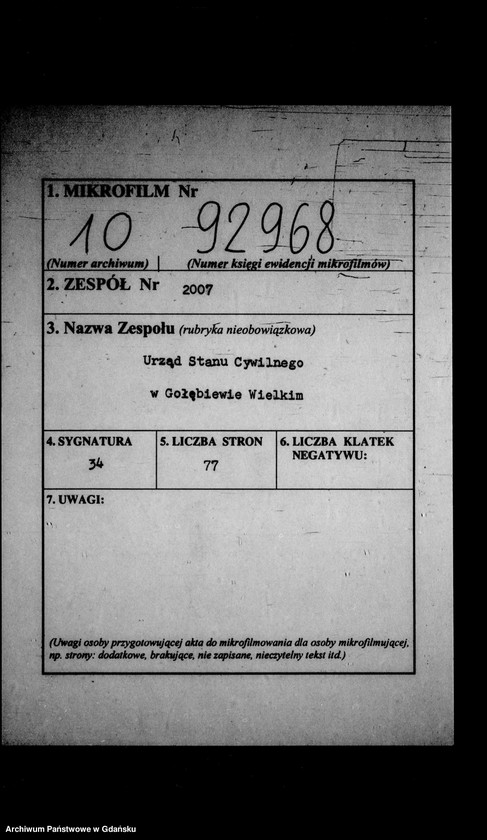 1. MIKROFILM Nr
10 92968
(Numer archiwum) (Numer księgi ewidencji mikrofilmów)
2. ZESPÓŁ Nr 2007
3. Nazwa Zespołu (rubryka nieobowiązkowa)
Urząd Stanu Cywilnego
w Gołębiewie Wielkim
4. SYGNATURA 5. LICZBA STRON 6. LICZBA KLATEK
NEGATYWU:
34 77
7. UWAGI:
(Uwagi osoby przygotowującej akta do mikrofilmowania dla osoby mikrofilmującej,
np. strony: dodatkowe, brakujące, nie zapisane, nieczytelny tekst itd.)
Archiwum Państwowe w Gdańsku